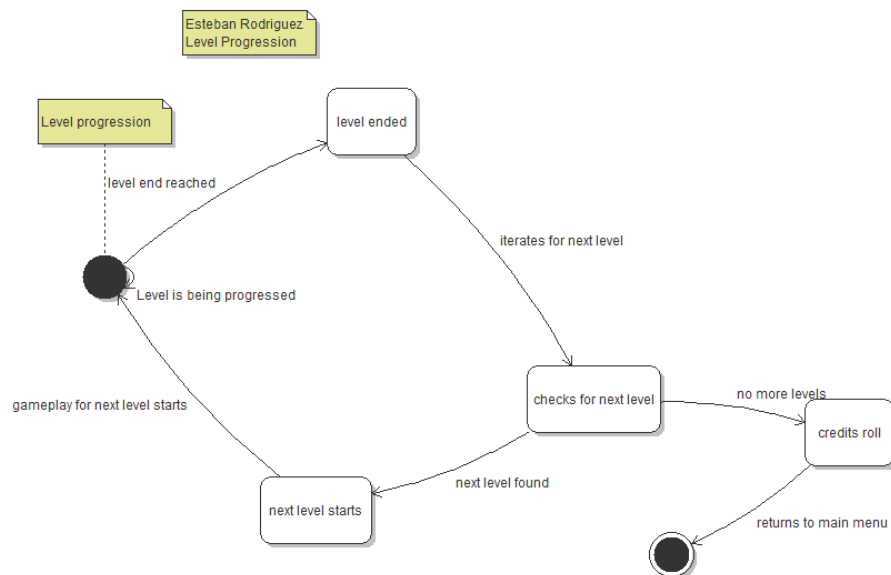 Esteban Rodriguez
Level Progression
Level progression
level ended
level end reached
iterates for next level
Level is being progressed
gameplay for next level starts
checks for next level
no more levels
credits roll
next level found
next level starts
returns to main menu